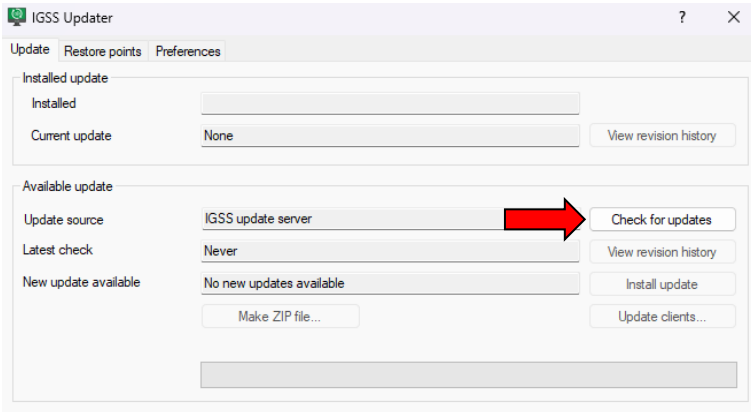 IGSS Updater
Update Restore points Preferences
Installed update
Installed
Current update None View revision history
Available update
Update source IGSS update server Check for updates
Latest check Never View revision history
New update available No new updates available Install update
Make ZIP file... Update clients...